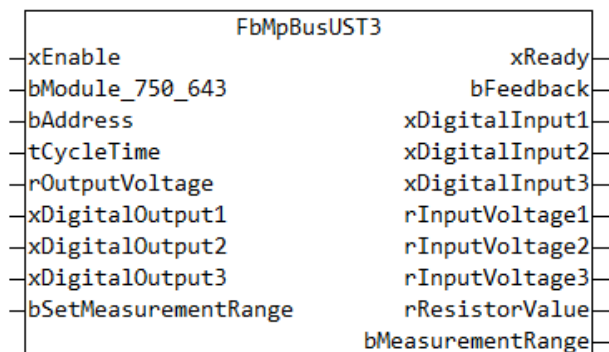 FbMpBusUST3
xEnable xReady
bModule_750_643 bFeedback
bAddress xDigitalInput1
tCycleTime xDigitalInput2
rOutputVoltage xDigitalInput3
xDigitalOutput1 rInputVoltage1
xDigitalOutput2 rInputVoltage2
xDigitalOutput3 rInputVoltage3
bSetMeasurementRange rResistorValue
bMeasurementRange